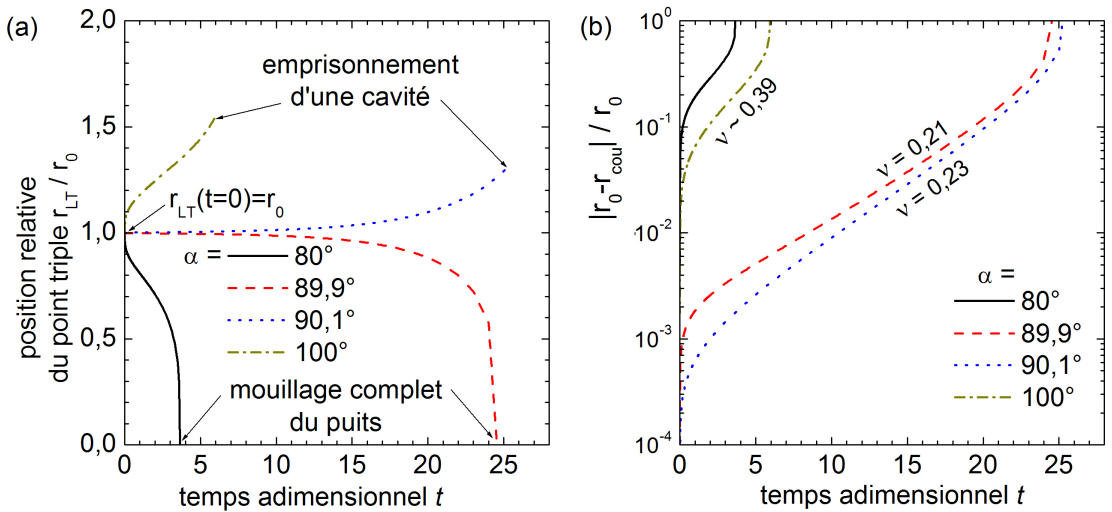 (a)
2,0
1,5
1,0
0,5
0,0
position relative
du point triple r_LT / r_0
emprisonnement
d'une cavité
r_LT(t=0)=r_0
α =
80°
89,9°
90,1°
100°
mouillage complet
du puits
0 5 10 15 20 25
temps adimensionnel t
(b)
10^0
10^-1
10^-2
10^-3
10^-4
|r_0-r_cou| / r_0
ν ~ 0,39
ν = 0,21
ν = 0,23
α =
80°
89,9°
90,1°
100°
0 5 10 15 20 25
temps adimensionnel t